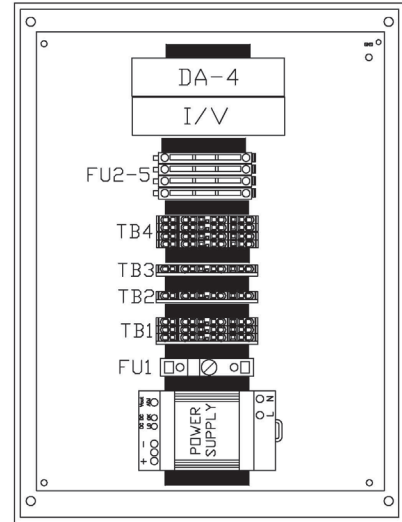 DA-4
I/V
FU2-5
TB4
TB3
TB2
TB1
FU1
POWER
SUPPLY
N
L
-
+